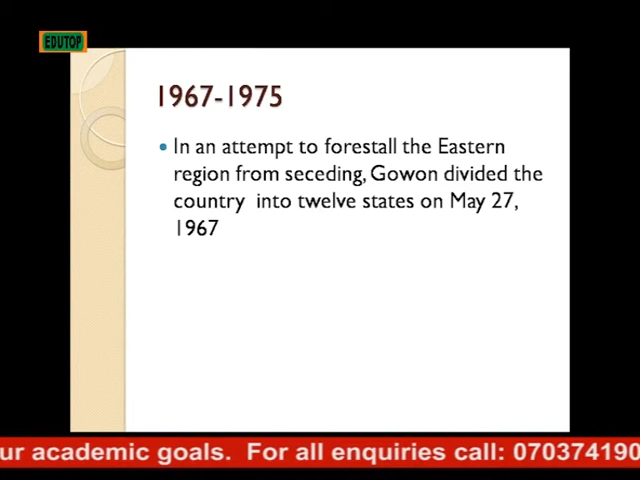 EDUTOP
1967-1975
In an attempt to forestall the Eastern
region from seceding, Gowon divided the
country into twelve states on May 27,
1967
ur academic goals. For all enquiries call: 070374190